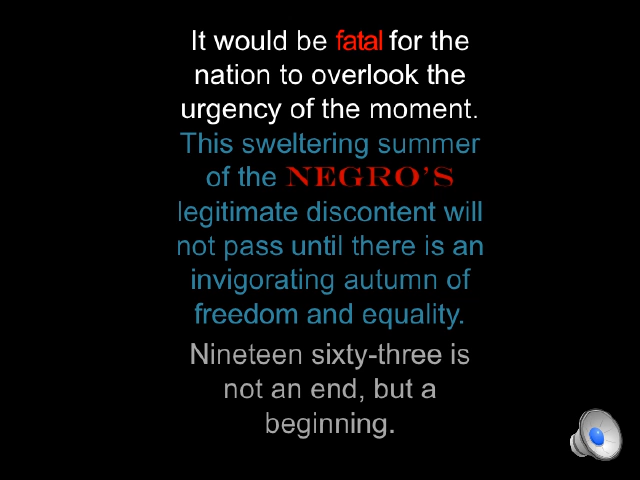 It would be fatal for the
nation to overlook the
urgency of the moment.
This sweltering summer
of the NEGRO'S
legitimate discontent will
not pass until there is an
invigorating autumn of
freedom and equality.
Nineteen sixty-three is
not an end, but a
beginning.